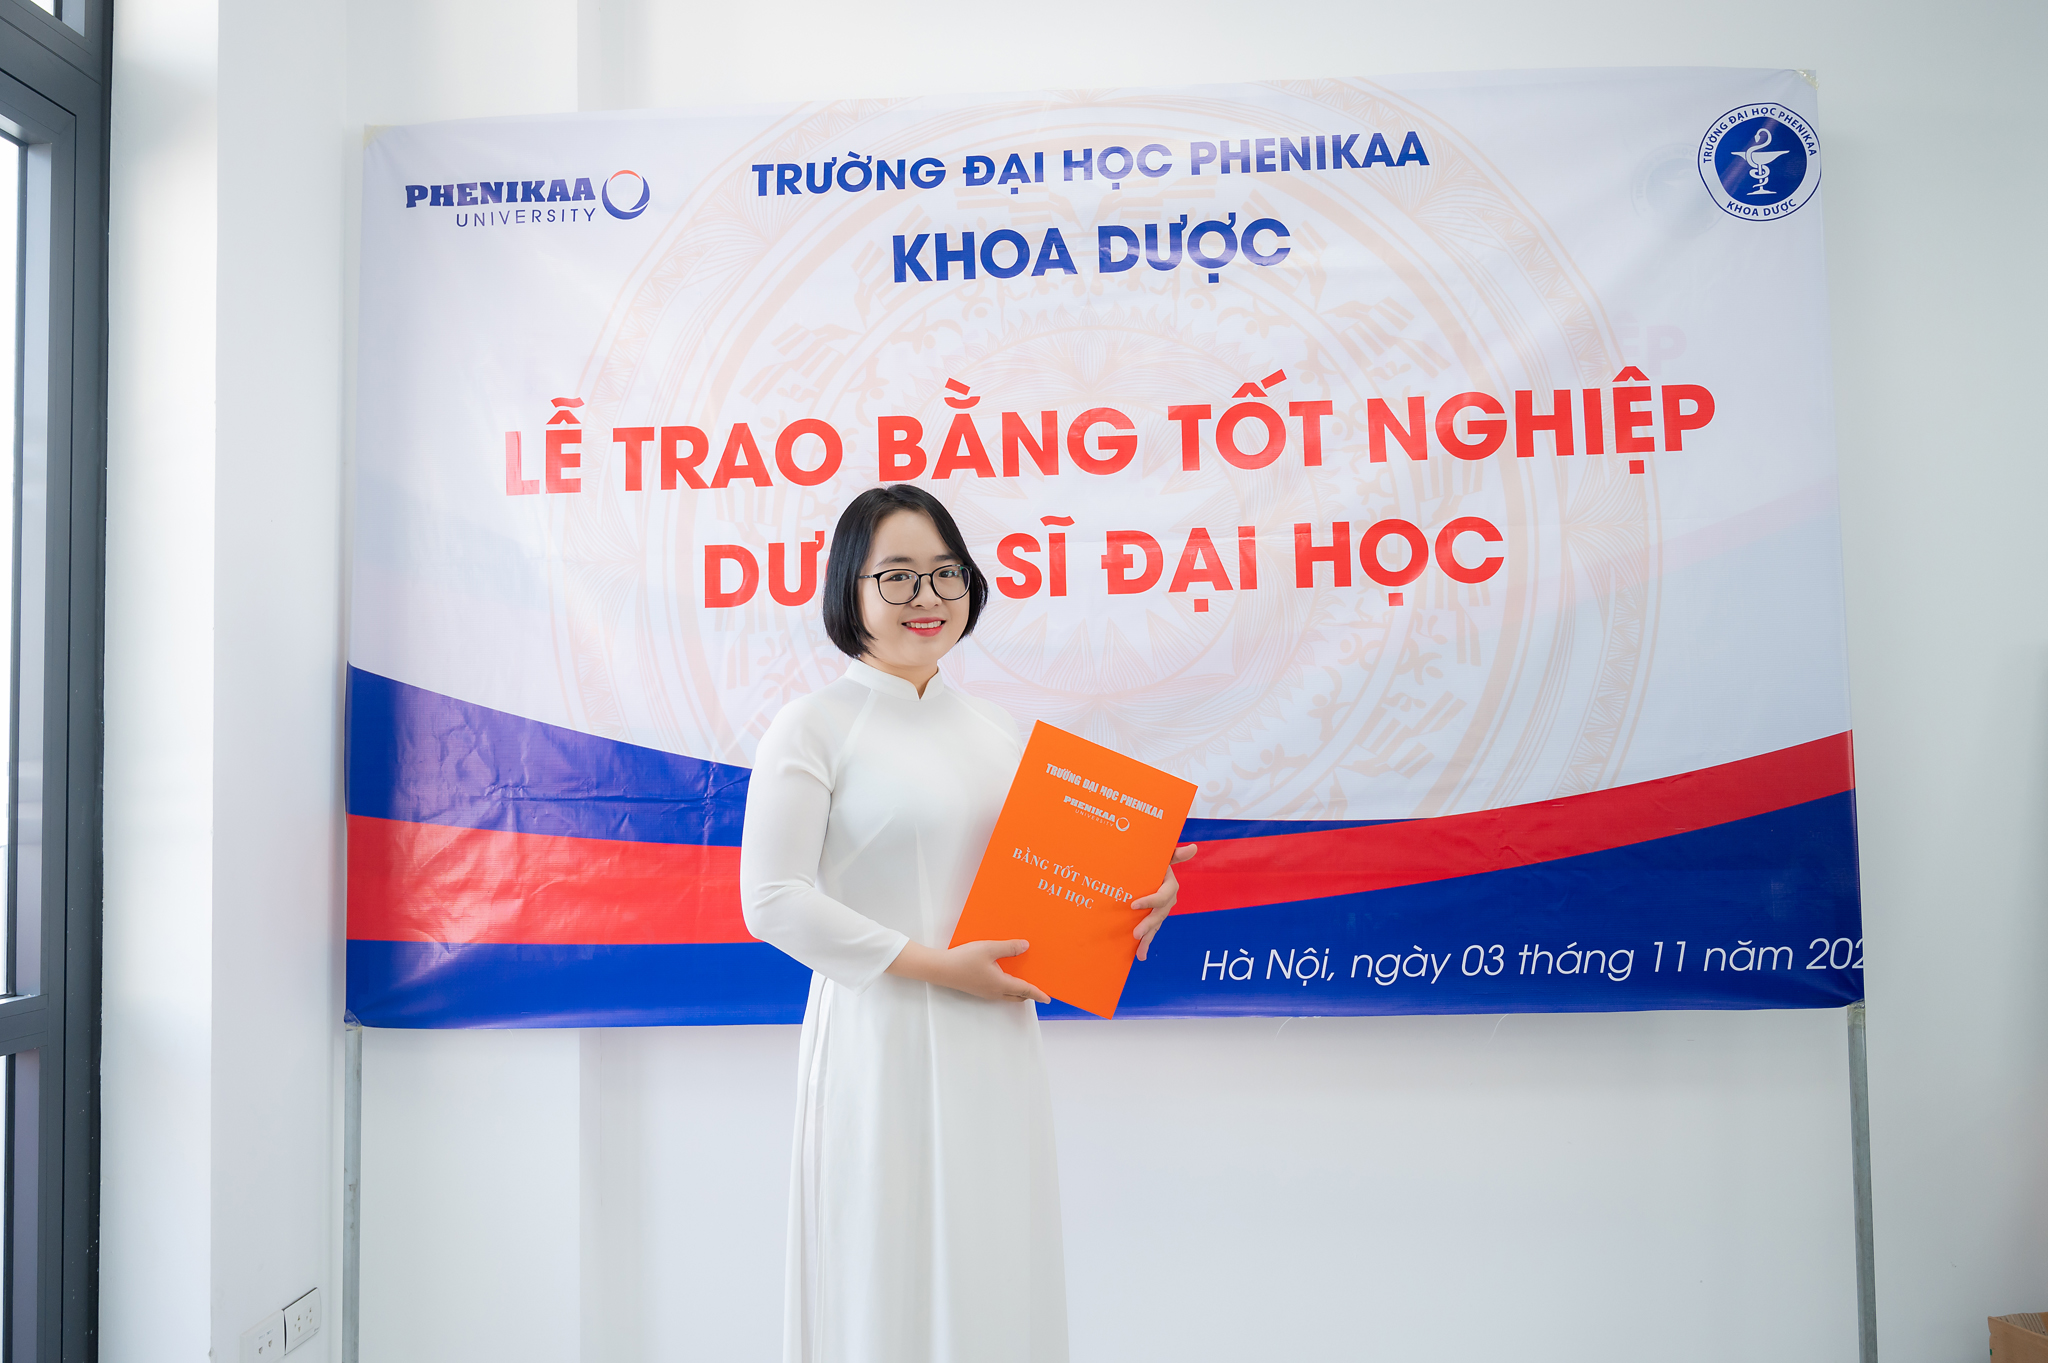 PHENIKAA
UNIVERSITY
TRƯỜNG ĐẠI HỌC PHENIKAA
KHOA DƯỢC
TRƯỜNG ĐẠI HỌC PHENIKAA
KHOA DƯỢC
LỄ TRAO BẰNG TỐT NGHIỆP
SĨ ĐẠI HỌC
TRƯỜNG ĐẠI HỌC PHENIKAA
PHENIKAA
UNIVERSITY
BẰNG TỐT NGHIỆP
ĐẠI HỌC
Hà Nội, ngày 03 tháng 11 năm